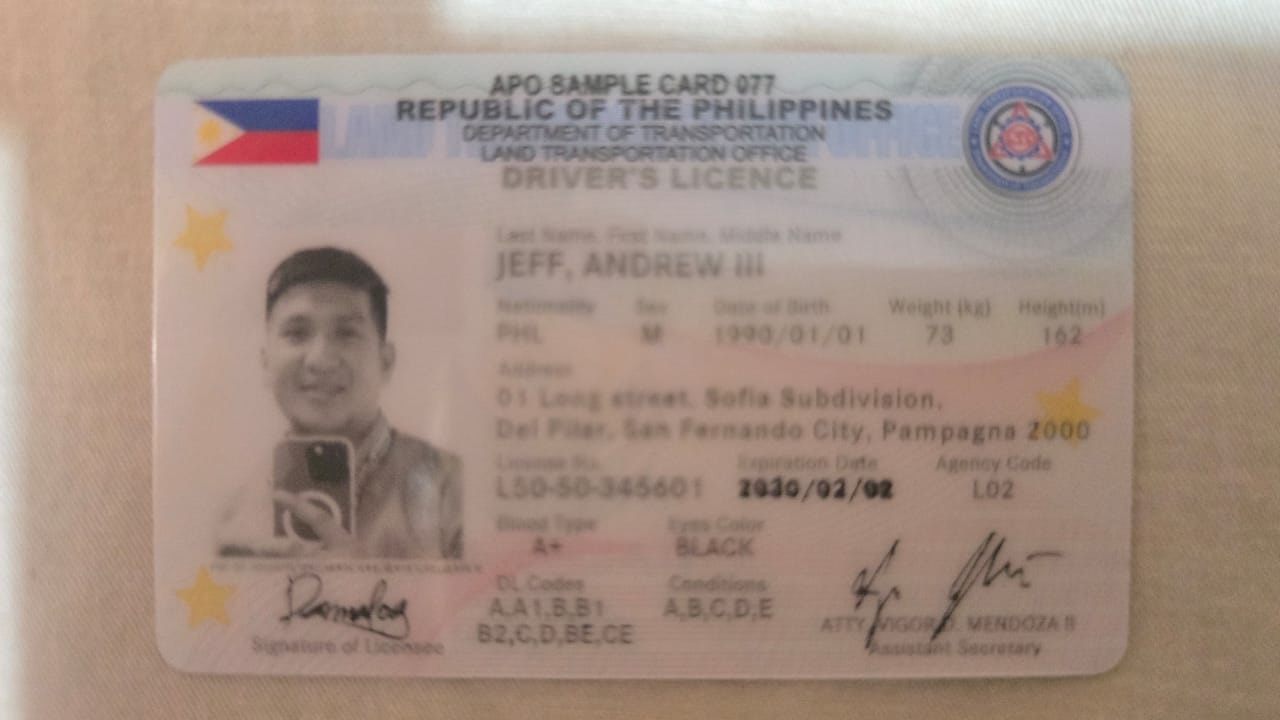 APO SAMPLE CARD 077
REPUBLIC OF THE PHILIPPINES
DEPARTMENT OF TRANSPORTATION
LAND TRANSPORTATION OFFICE
DRIVER'S LICENCE
Last Name, First Name, Middle Name
JEFF, ANDREW III
Nationality Sex Date of Birth Weight (kg) Height(m)
PHL M 1990/01/01 73 162
Address
01 Long street, Sofia Subdivision,
Del Pilar, San Fernando City, Pampagna 2000
License No. Expiration Date Agency Code
L50-50-345601 L02
Blood Type Eyes Color
A+ BLACK
DL Codes Conditions
A,A1,B,B1 A,B,C,D,E
B2,C,D,BE,CE
Signature of Licensee
ATTY. VIGOR D. MENDOZA II
Assistant Secretary